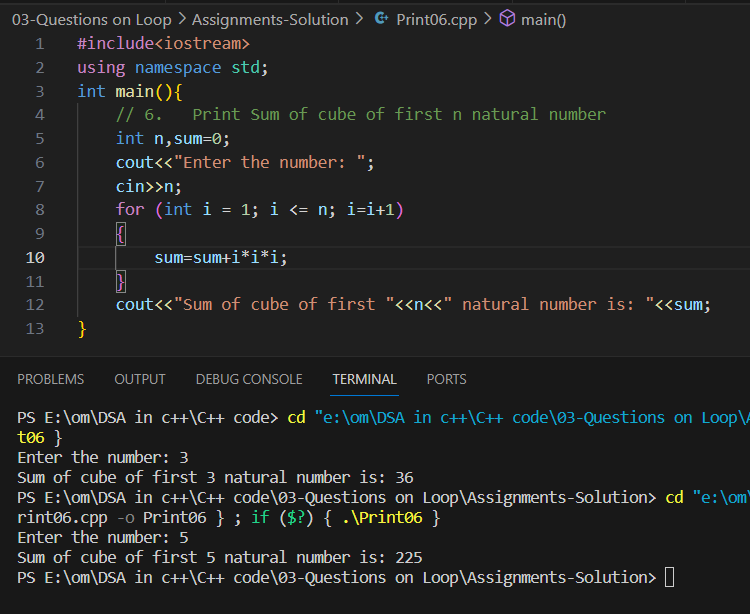 03-Questions on Loop > Assignments-Solution > Print06.cpp > main()
1 #include<iostream>
2 using namespace std;
3 int main(){
4 // 6. Print Sum of cube of first n natural number
5 int n,sum=0;
6 cout<<"Enter the number: ";
7 cin>>n;
8 for (int i = 1; i <= n; i=i+1)
9 {
10 sum=sum+i*i*i;
11 }
12 cout<<"Sum of cube of first "<<n<<" natural number is: "<<sum;
13 }
PROBLEMS OUTPUT DEBUG CONSOLE TERMINAL PORTS
PS E:\om\DSA in c++\C++ code> cd "e:\om\DSA in c++\C++ code\03-Questions on Loop\
t06 }
Enter the number: 3
Sum of cube of first 3 natural number is: 36
PS E:\om\DSA in c++\C++ code\03-Questions on Loop\Assignments-Solution> cd "e:\om\
rint06.cpp -o Print06 } ; if ($?) { .\Print06 }
Enter the number: 5
Sum of cube of first 5 natural number is: 225
PS E:\om\DSA in c++\C++ code\03-Questions on Loop\Assignments-Solution>